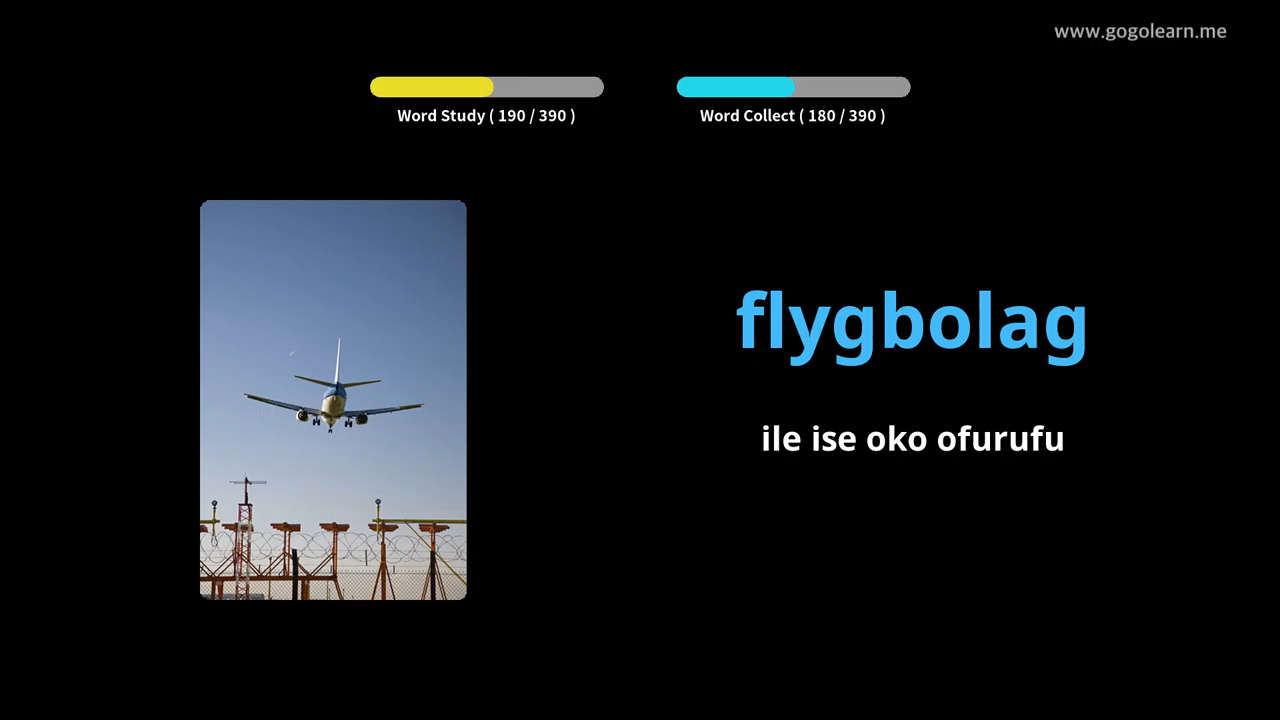 www.gogolearn.me
Word Study ( 190 / 390 )
Word Collect ( 180 / 390 )
flygbolag
ile ise oko ofurufu